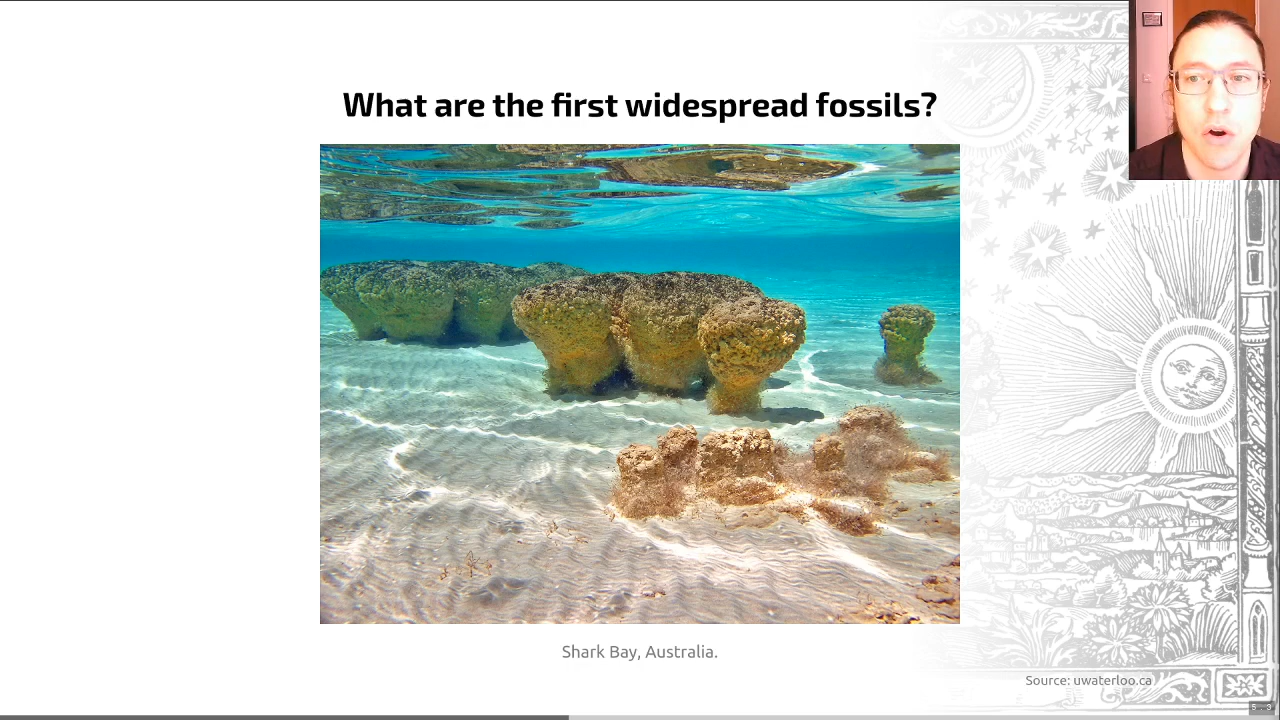 What are the first widespread fossils?
Shark Bay, Australia.
Source: uwaterloo.ca